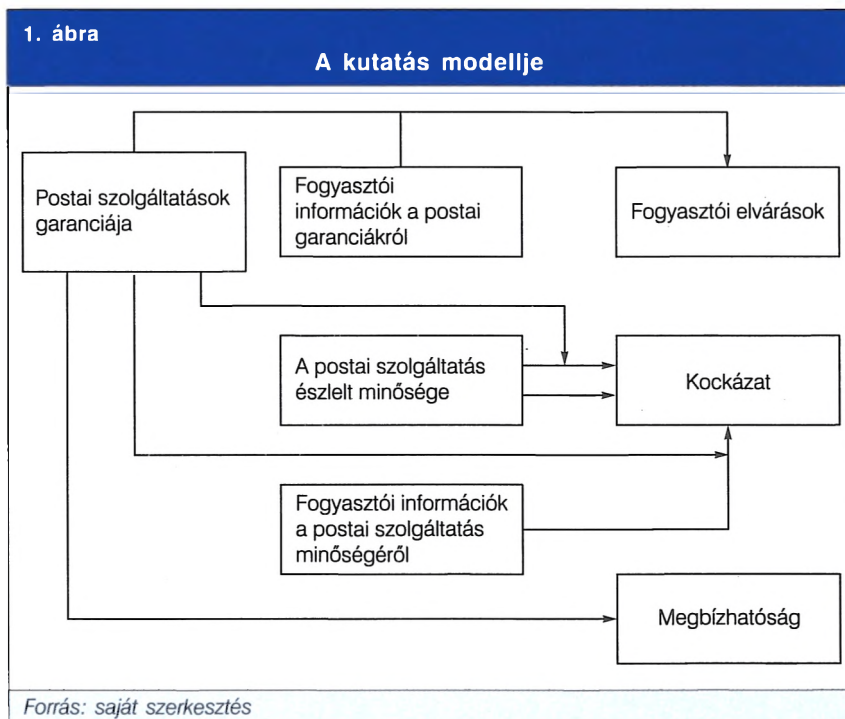 1. ábra
A kutatás modellje
Postai szolgáltatások
garanciája
Fogyasztói
információk a postai
garanciákról
Fogyasztói elvárások
A postai szolgáltatás
észlelt minősége
Kockázat
Fogyasztói információk
a postai szolgáltatás
minőségéről
Megbízhatóság
Forrás: saját szerkesztés